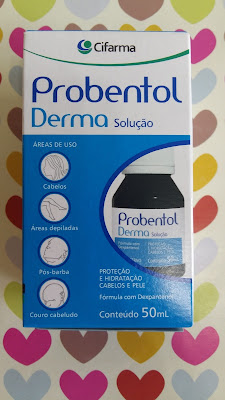 Cifarma
Probentol
Derma Solução
ÁREAS DE USO
Cabelos
Áreas depiladas
Pós-barba
Couro cabeludo
Probentol
Derma Solução
PROTEÇÃO
E HIDRATAÇÃO
CABELOS E PELE
Fórmula com Dexpantenol
Conteúdo 50mL